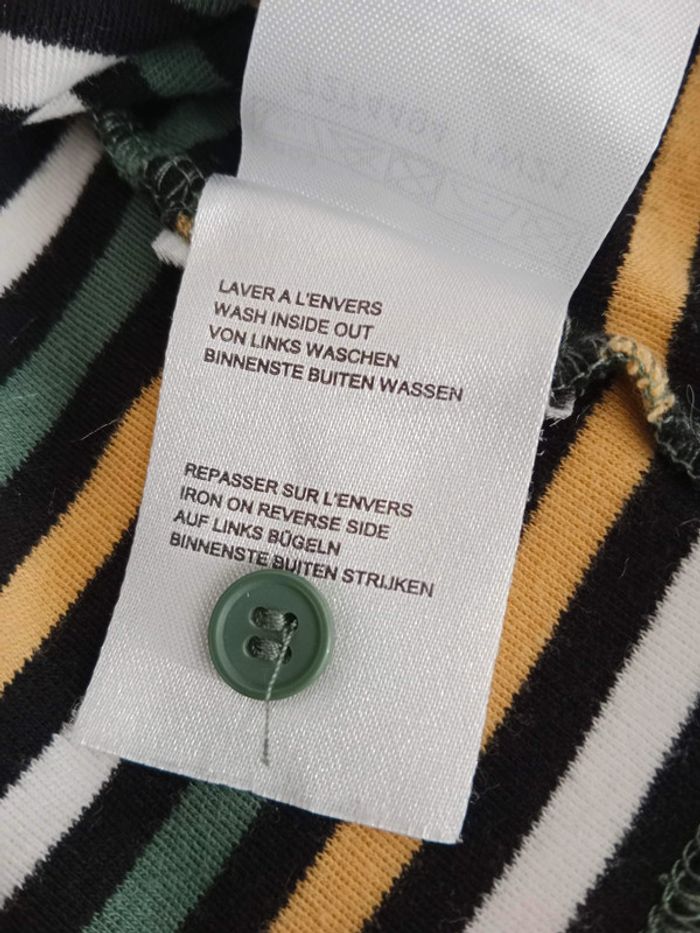 LAVER A L'ENVERS
WASH INSIDE OUT
VON LINKS WASCHEN
BINNENSTE BUITEN WASSEN
REPASSER SUR L'ENVERS
IRON ON REVERSE SIDE
AUF LINKS BÜGELN
BINNENSTE BUITEN STRIJKEN